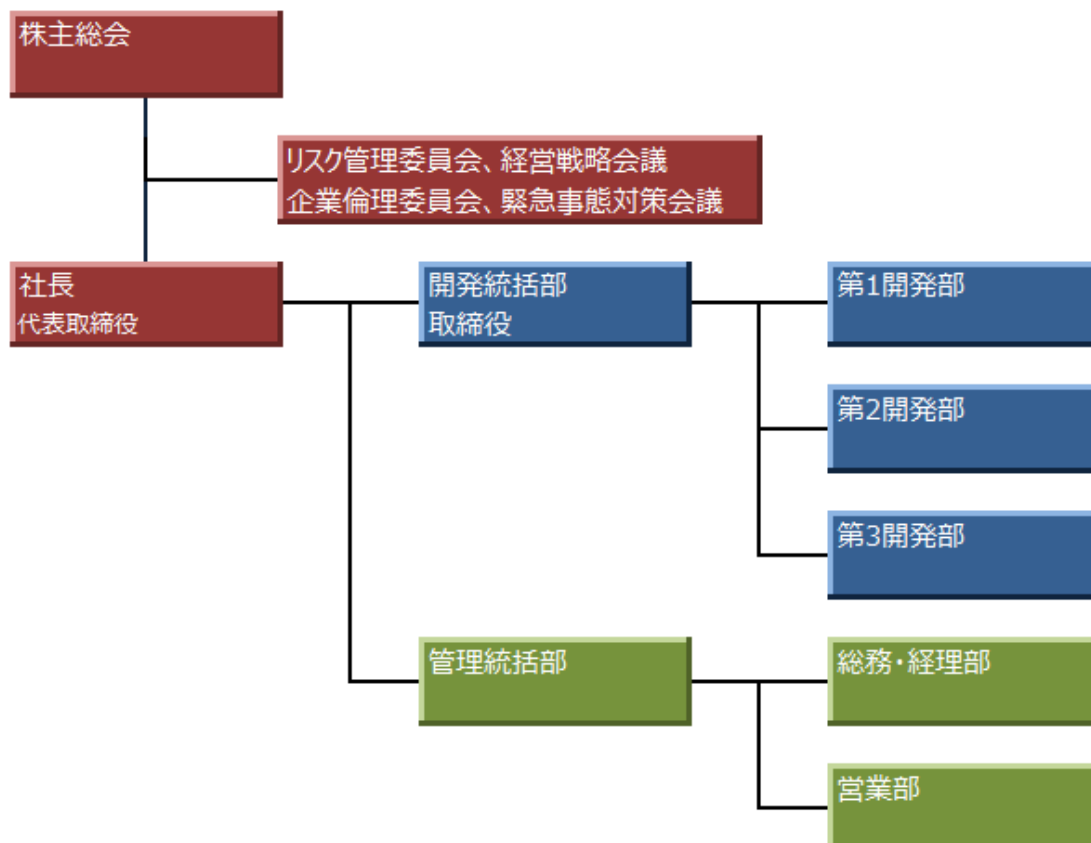 株主総会
リスク管理委員会、経営戦略会議
企業倫理委員会、緊急事態対策会議
社長
代表取締役
開発統括部
取締役
第1開発部
第2開発部
第3開発部
管理統括部
総務・経理部
営業部